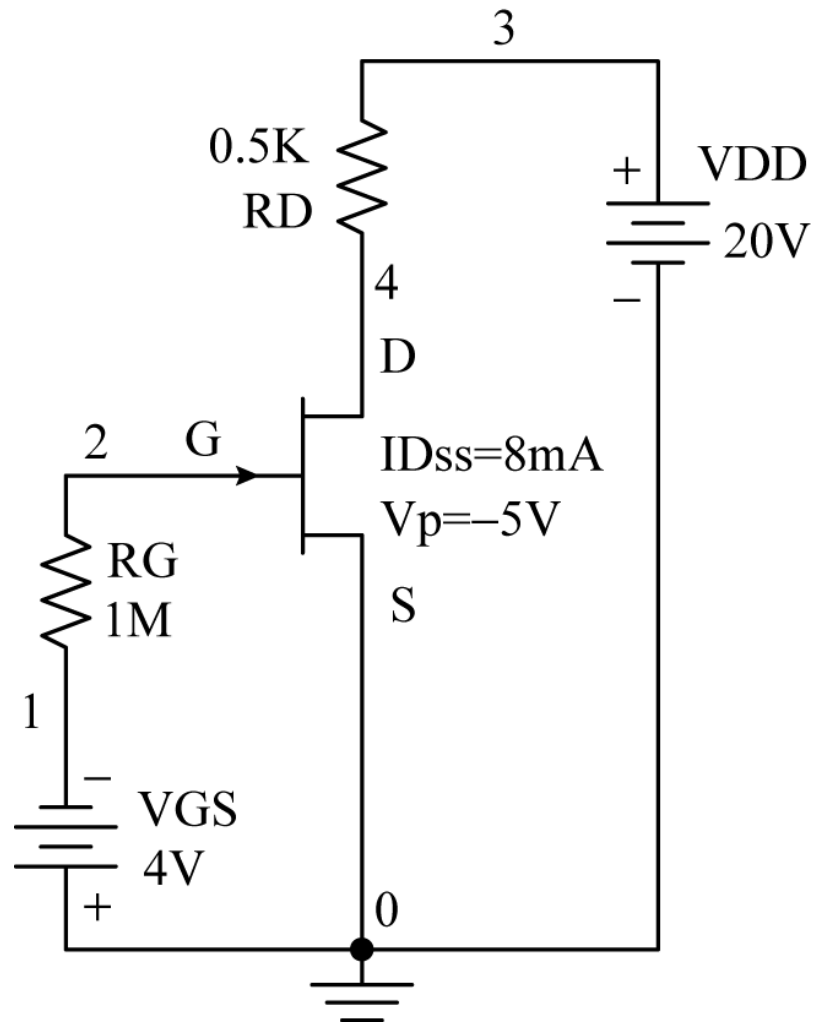 3
0.5K
RD
+
VDD
20V
−
4
D
2
G
IDss=8mA
Vp=−5V
RG
1M
S
1
−
VGS
4V
+
0